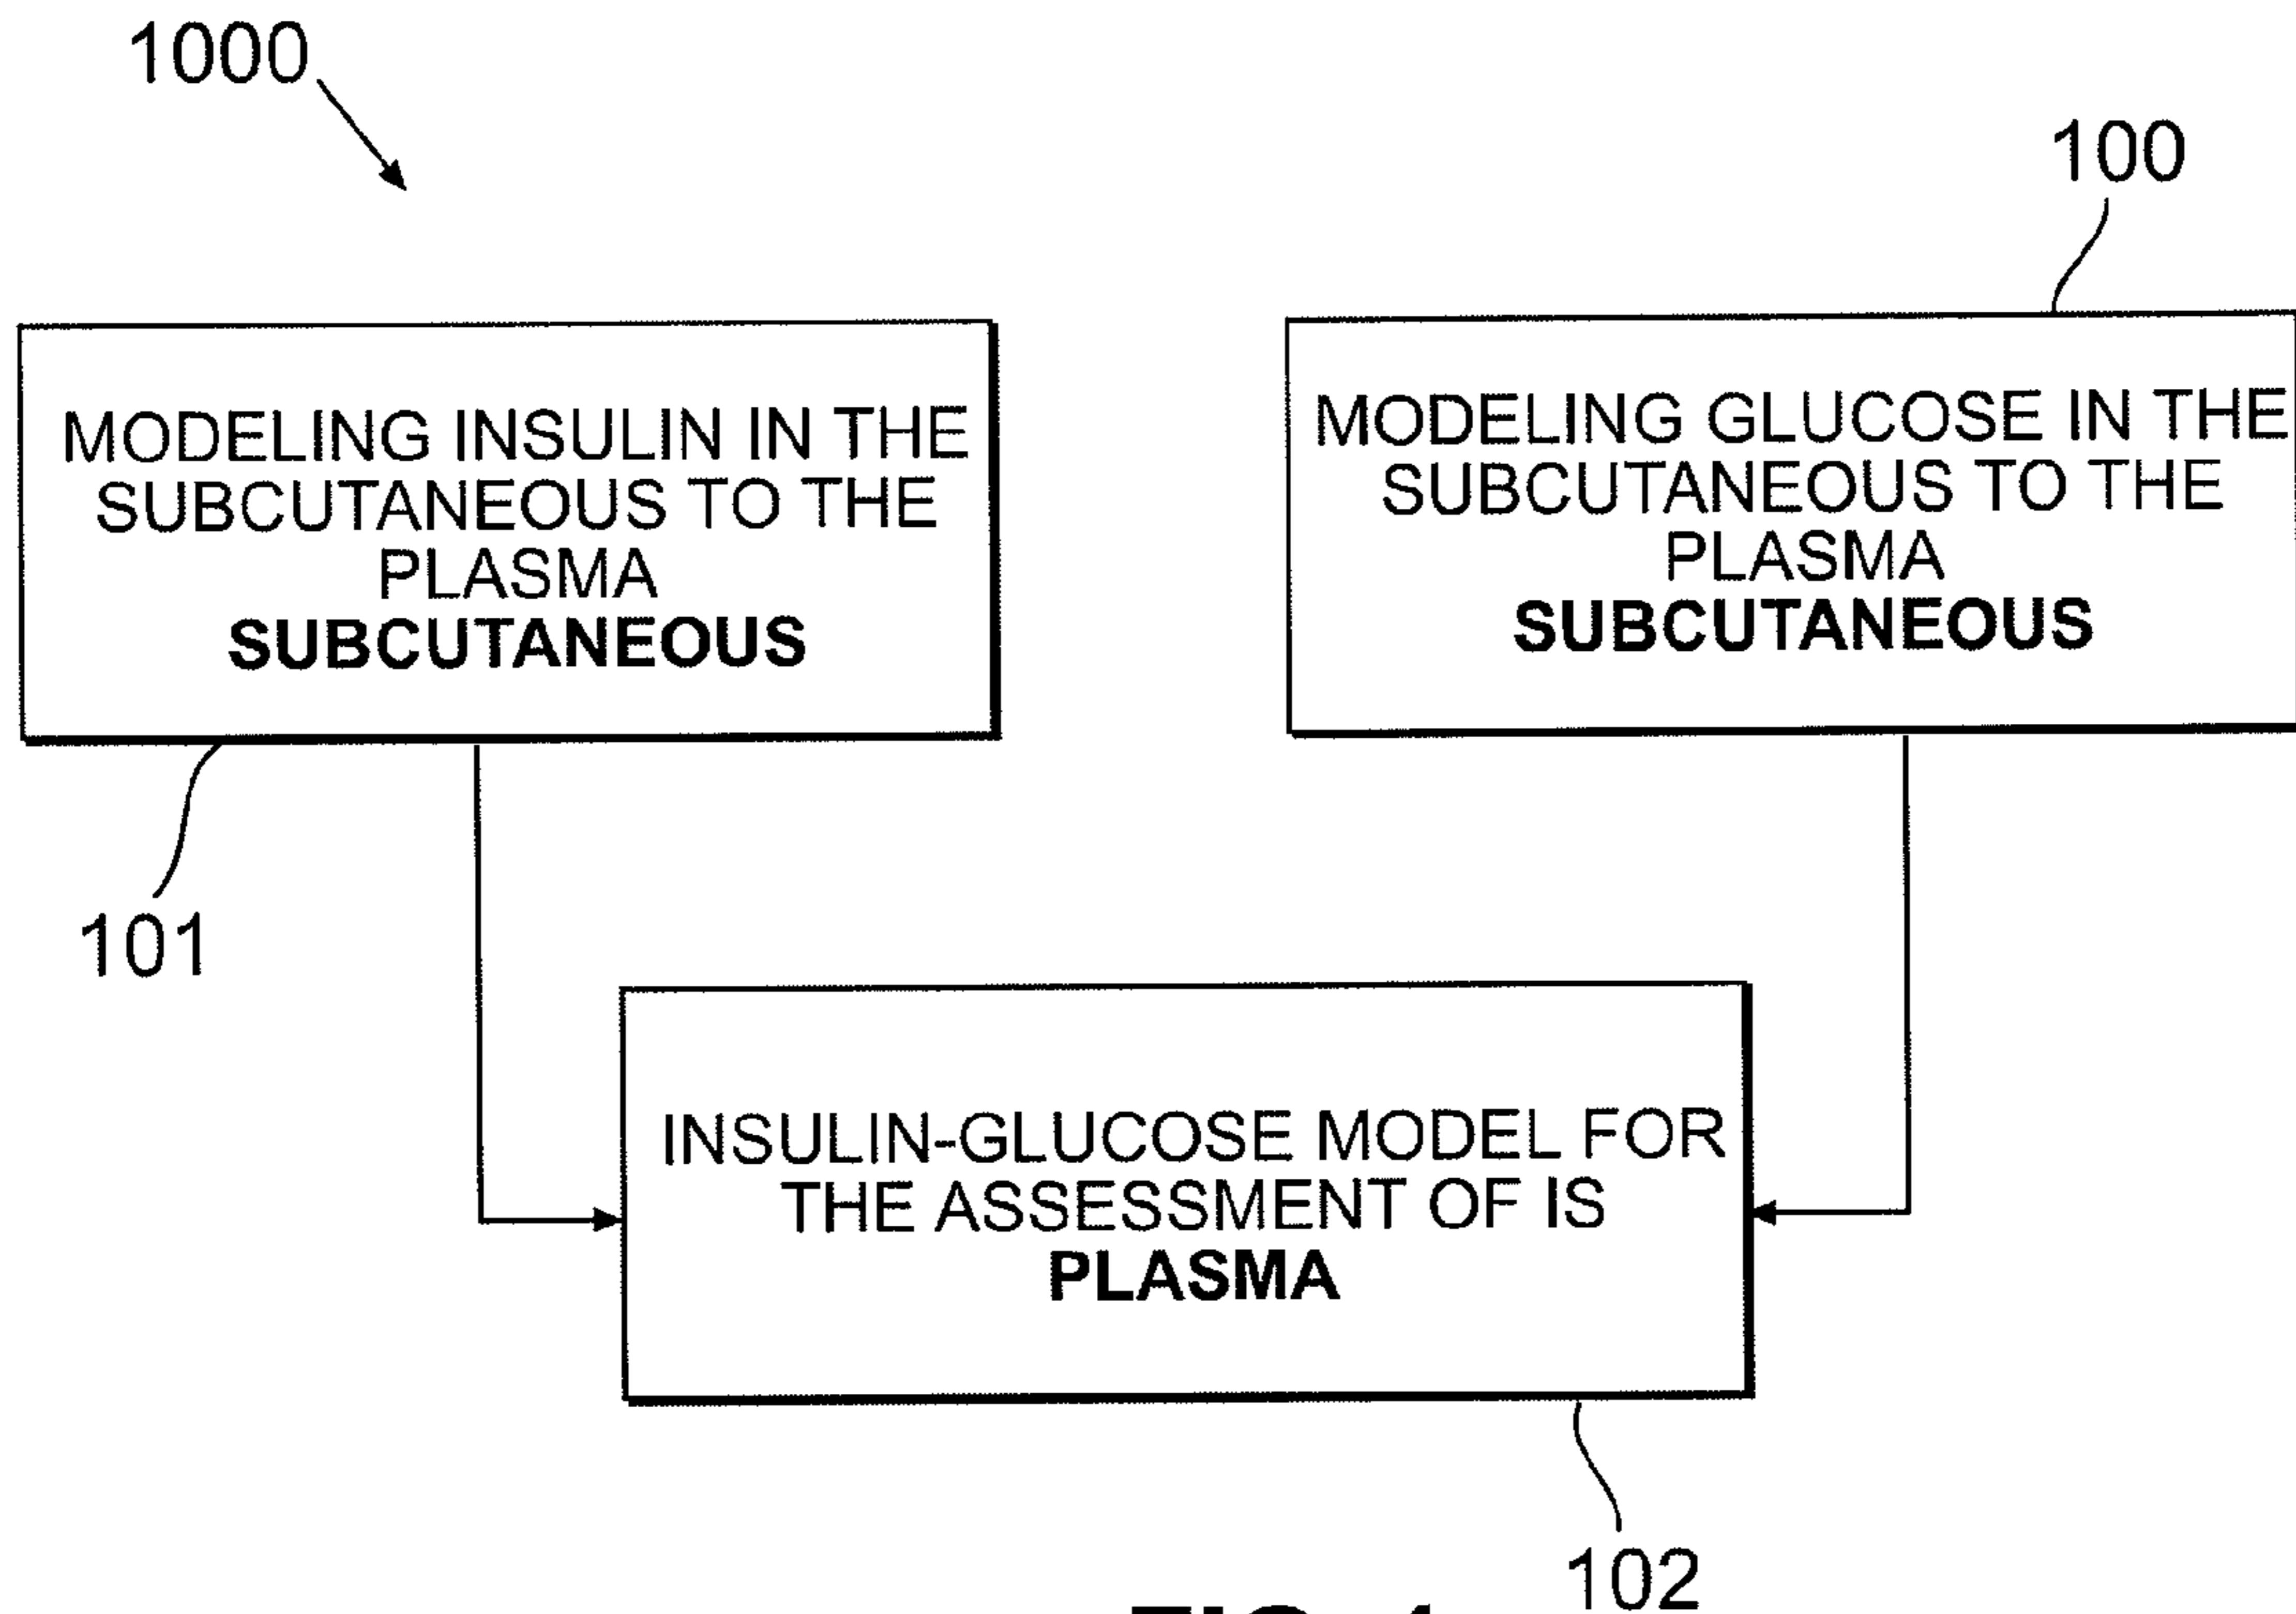 1000
100
MODELING INSULIN IN THE
SUBCUTANEOUS TO THE
PLASMA
SUBCUTANEOUS
MODELING GLUCOSE IN THE
SUBCUTANEOUS TO THE
PLASMA
SUBCUTANEOUS
101
INSULIN-GLUCOSE MODEL FOR
THE ASSESSMENT OF IS
PLASMA
102